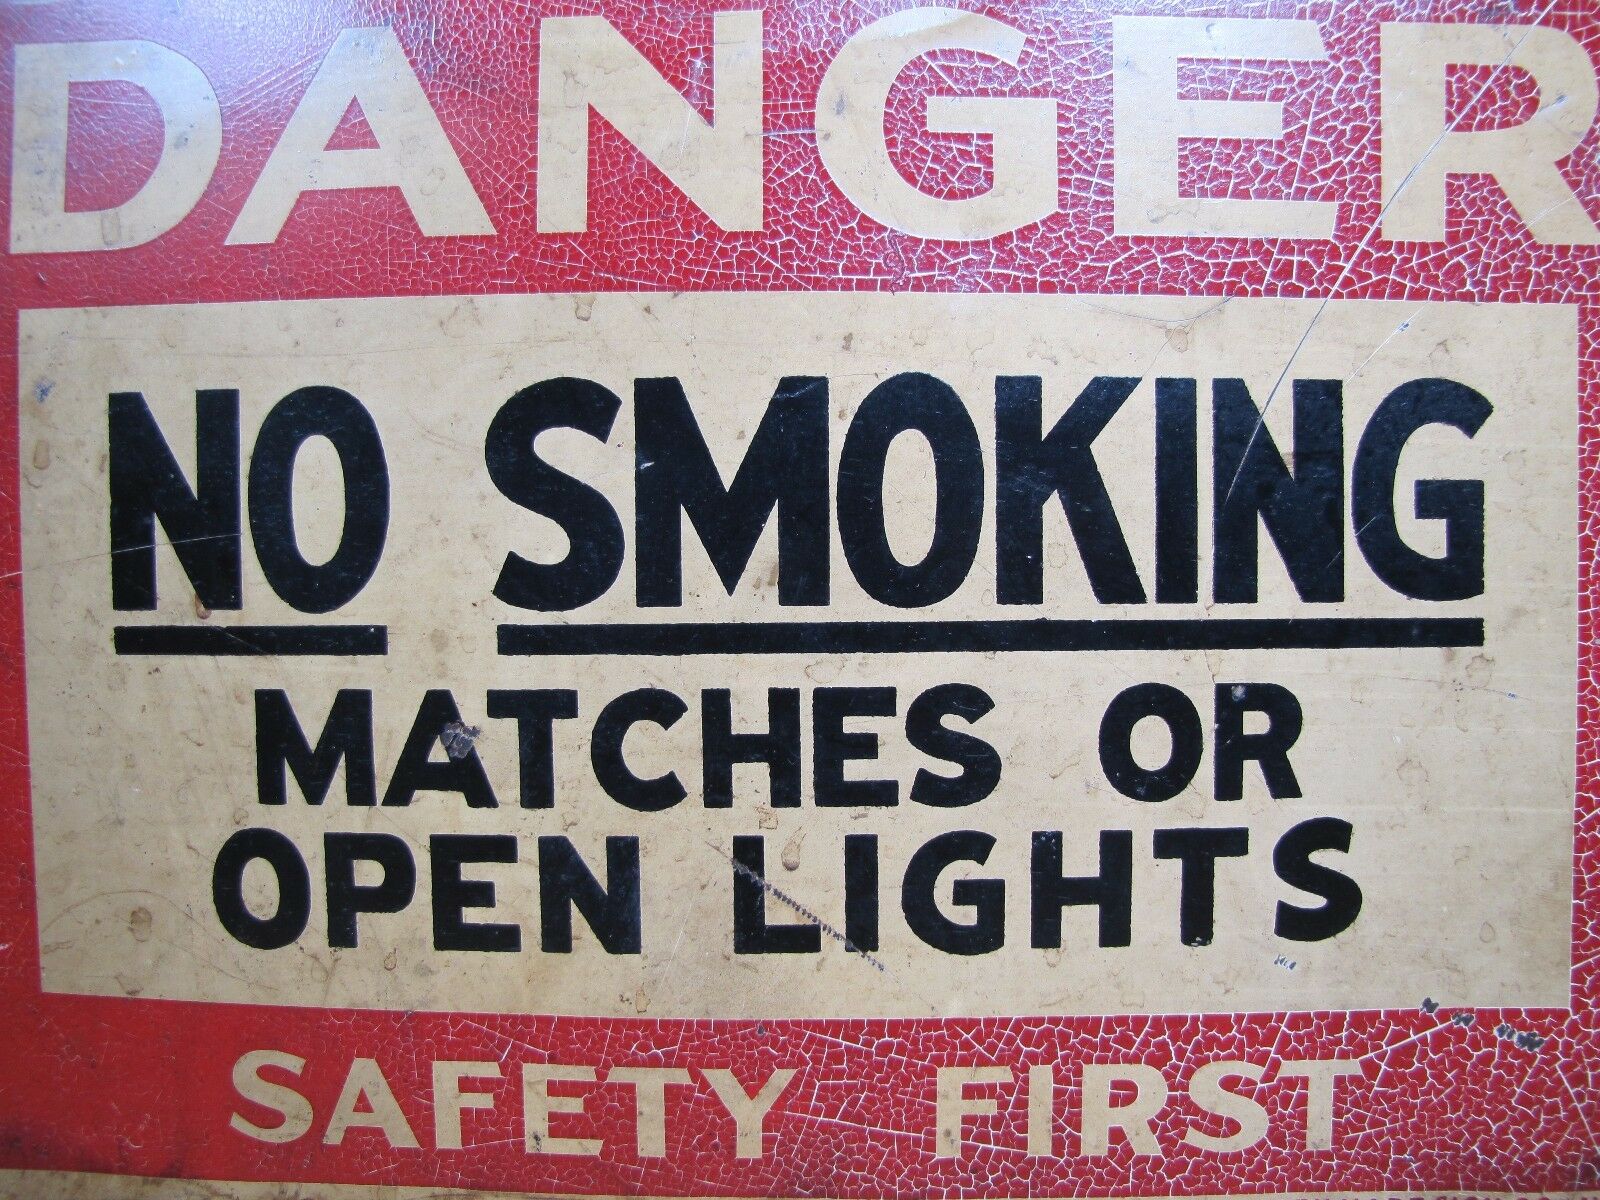 DANGER
NO SMOKING
MATCHES OR
OPEN LIGHTS
SAFETY FIRST